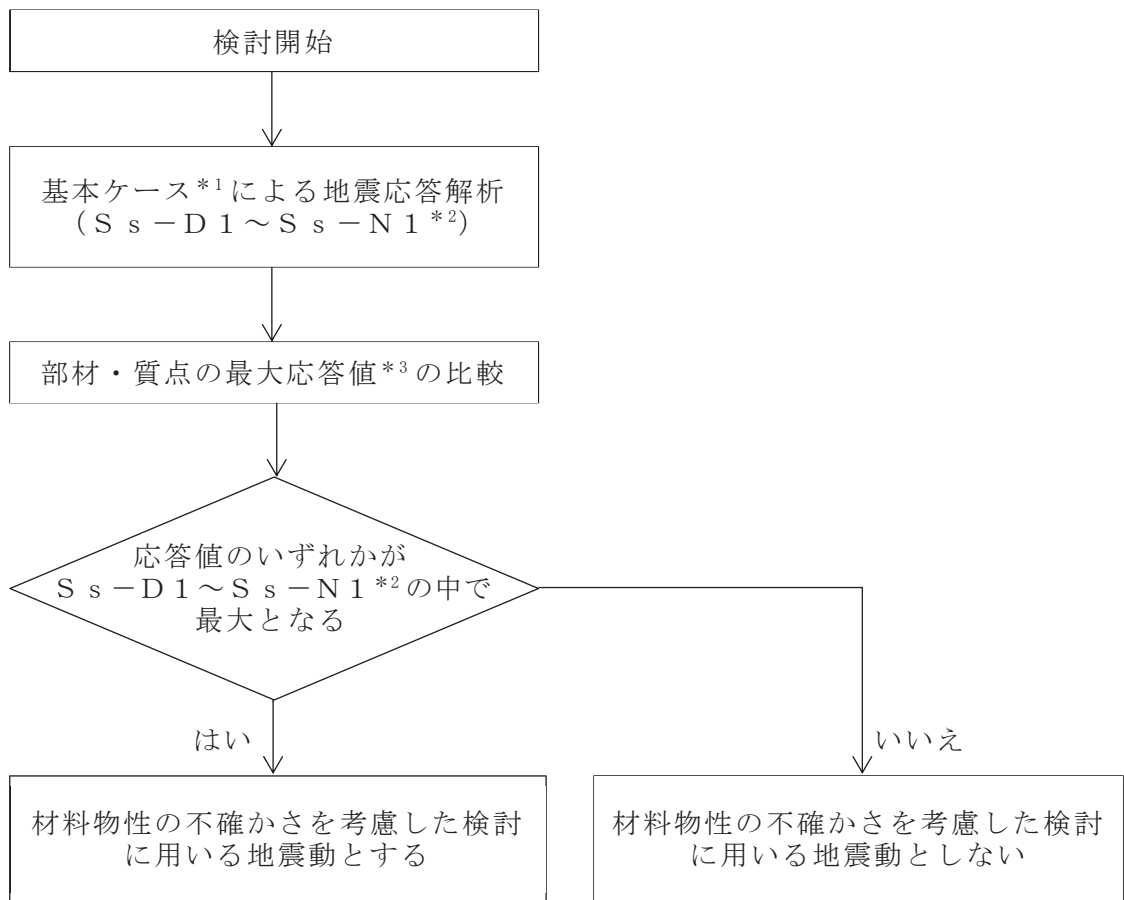 検討開始
基本ケース*1による地震応答解析
(Ss-D1~Ss-N1*2)
部材・質点の最大応答値*3の比較
応答値のいずれかが
Ss-D1~Ss-N1*2の中で
最大となる
はい
いいえ
材料物性の不確かさを考慮した検討
に用いる地震動とする
材料物性の不確かさを考慮した検討
に用いる地震動としない